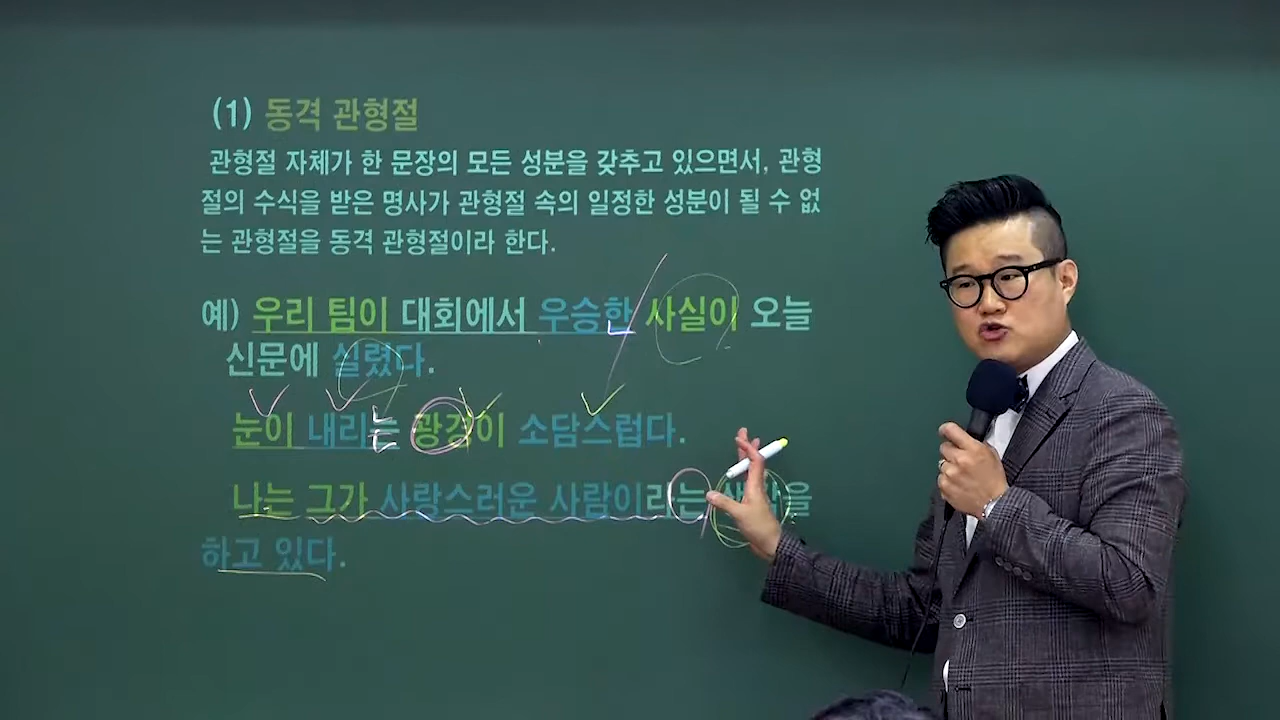 (1) 동격 관형절
관형절 자체가 한 문장의 모든 성분을 갖추고 있으면서, 관형
절의 수식을 받은 명사가 관형절 속의 일정한 성분이 될 수 없
는 관형절을 동격 관형절이라 한다.
예) 우리 팀이 대회에서 우승한 사실이 오늘
신문에 실렸다.
눈이 내리는 광경이 소담스럽다.
나는 그가 사랑스러운 사람이라는 생각을
하고 있다.